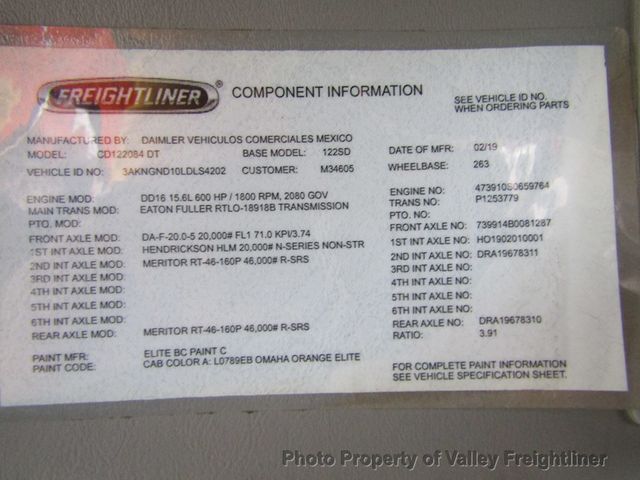 FREIGHTLINER® COMPONENT INFORMATION
SEE VEHICLE ID NO.
WHEN ORDERING PARTS
MANUFACTURED BY: DAIMLER VEHICULOS COMERCIALES MEXICO
MODEL: CD122084 DT BASE MODEL: 122SD DATE OF MFR: 02/19
VEHICLE ID NO: 3AKNGND10LDLS4202 CUSTOMER: M34605 WHEELBASE: 263
ENGINE MOD: DD16 15.6L 600 HP / 1800 RPM, 2080 GOV ENGINE NO: 473910S0659764
MAIN TRANS MOD: EATON FULLER RTLO-18918B TRANSMISSION TRANS NO: P1253779
PTO. MOD: PTO. NO:
FRONT AXLE MOD: DA-F-20.0-5 20,000# FL1 71.0 KPI/3.74 FRONT AXLE NO: 739914B0081287
1ST INT AXLE MOD: HENDRICKSON HLM 20,000# N-SERIES NON-STR 1ST INT AXLE NO: HO1902010001
2ND INT AXLE MOD: MERITOR RT-46-160P 46,000# R-SRS 2ND INT AXLE NO: DRA19678311
3RD INT AXLE MOD: 3RD INT AXLE NO:
4TH INT AXLE MOD: 4TH INT AXLE NO:
5TH INT AXLE MOD: 5TH INT AXLE NO:
6TH INT AXLE MOD: 6TH INT AXLE NO:
REAR AXLE MOD: MERITOR RT-46-160P 46,000# R-SRS REAR AXLE NO: DRA19678310
RATIO: 3.91
PAINT MFR: ELITE BC PAINT C
PAINT CODE: CAB COLOR A: L0789EB OMAHA ORANGE ELITE
FOR COMPLETE PAINT INFORMATION
SEE VEHICLE SPECIFICATION SHEET.
Photo Property of Valley Freightliner